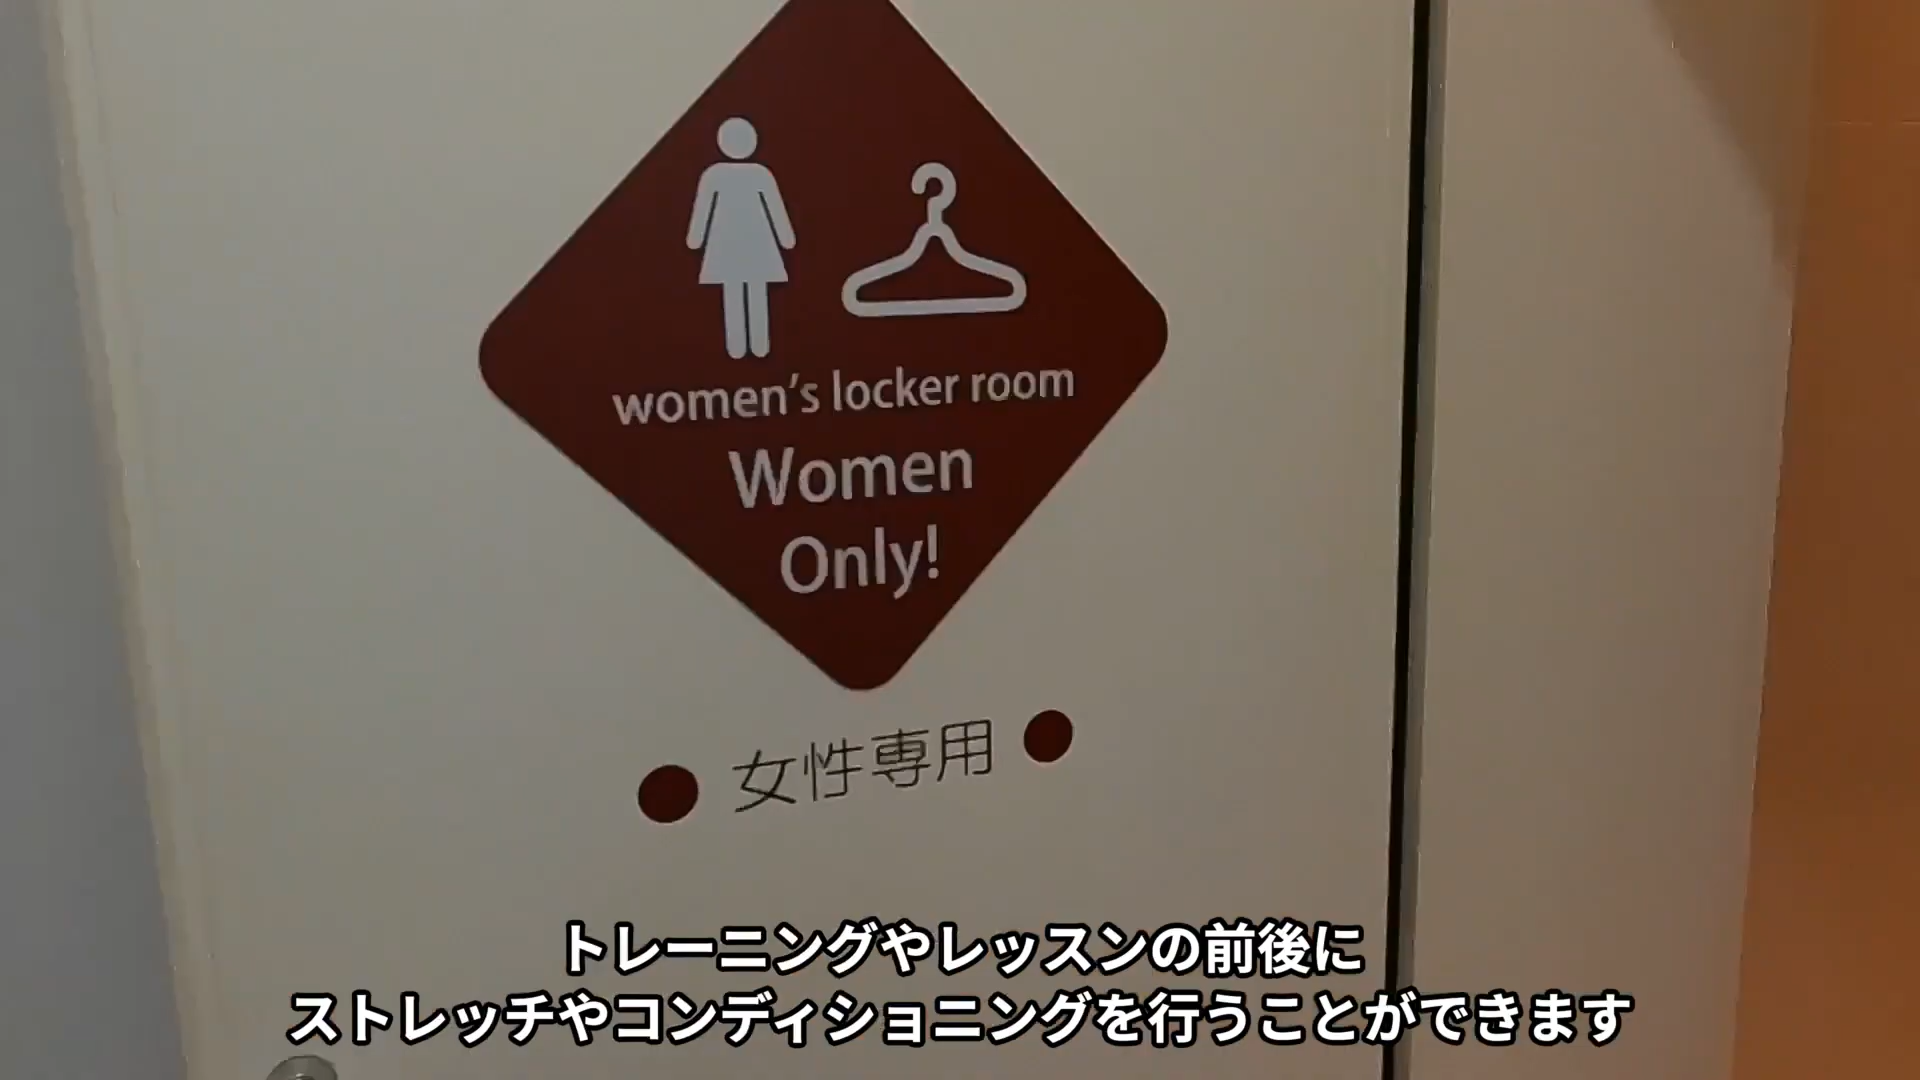 women's locker room
Women
Only!
女性専用
トレーニングやレッスンの前後に
ストレッチやコンディショニングを行うことができます